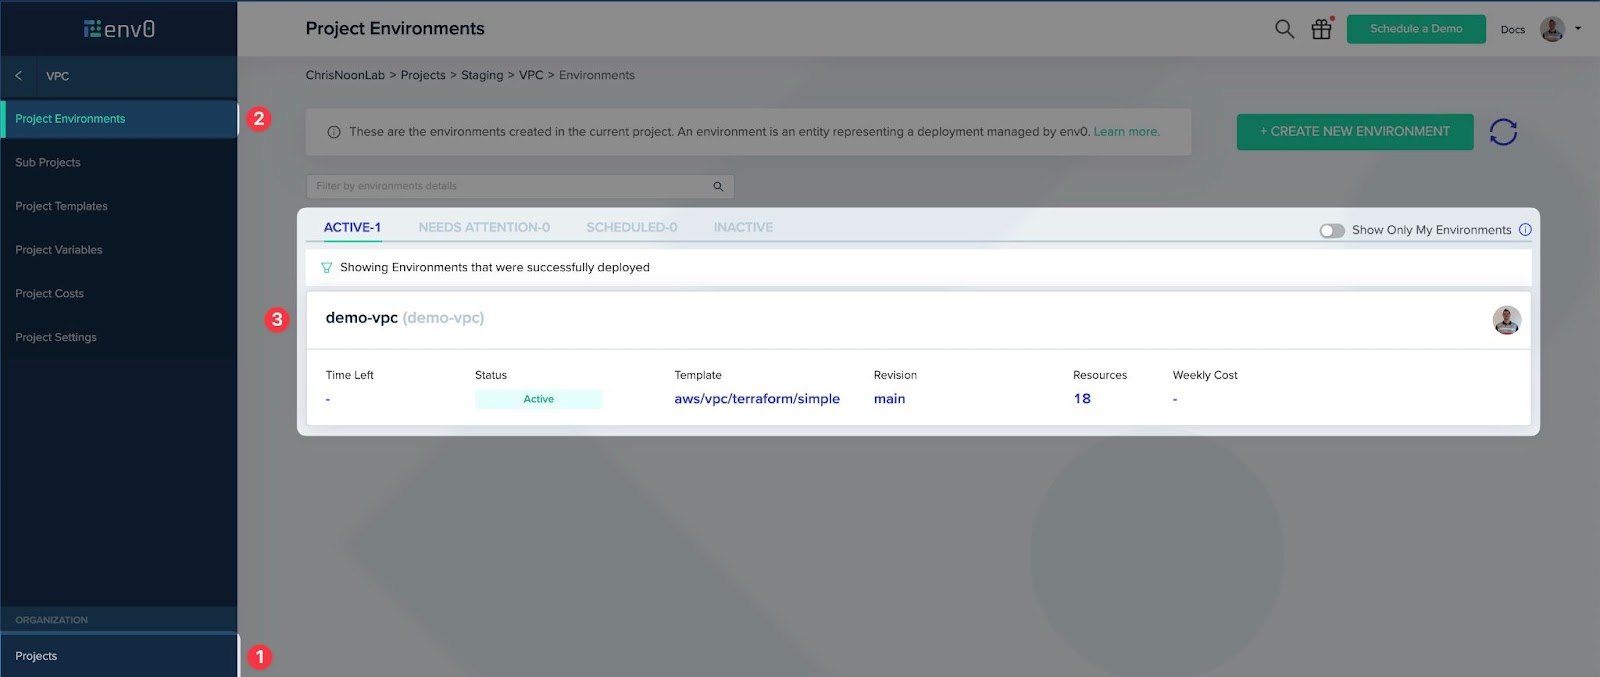 env0
Project Environments
Schedule a Demo
Docs
VPC
ChrisNoonLab > Projects > Staging > VPC > Environments
Project Environments
2
These are the environments created in the current project. An environment is an entity representing a deployment managed by env0. Learn more.
+ CREATE NEW ENVIRONMENT
Sub Projects
Filter by environments details
Project Templates
ACTIVE-1
NEEDS ATTENTION-0
SCHEDULED-0
INACTIVE
Show Only My Environments
Project Variables
Showing Environments that were successfully deployed
Project Costs
3
demo-vpc (demo-vpc)
Project Settings
Time Left
Status
Template
Revision
Resources
Weekly Cost
-
Active
aws/vpc/terraform/simple
main
18
-
ORGANIZATION
Projects
1